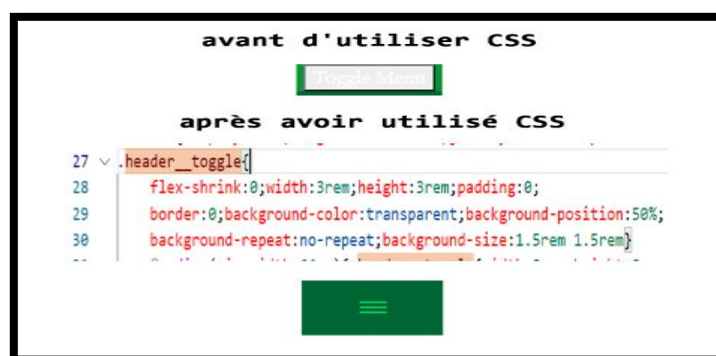 avant d'utiliser CSS
Toggle Menu
après avoir utilisé CSS
27 .header__toggle{
28 flex-shrink:0;width:3rem;height:3rem;padding:0;
29 border:0;background-color:transparent;background-position:50%;
30 background-repeat:no-repeat;background-size:1.5rem 1.5rem}